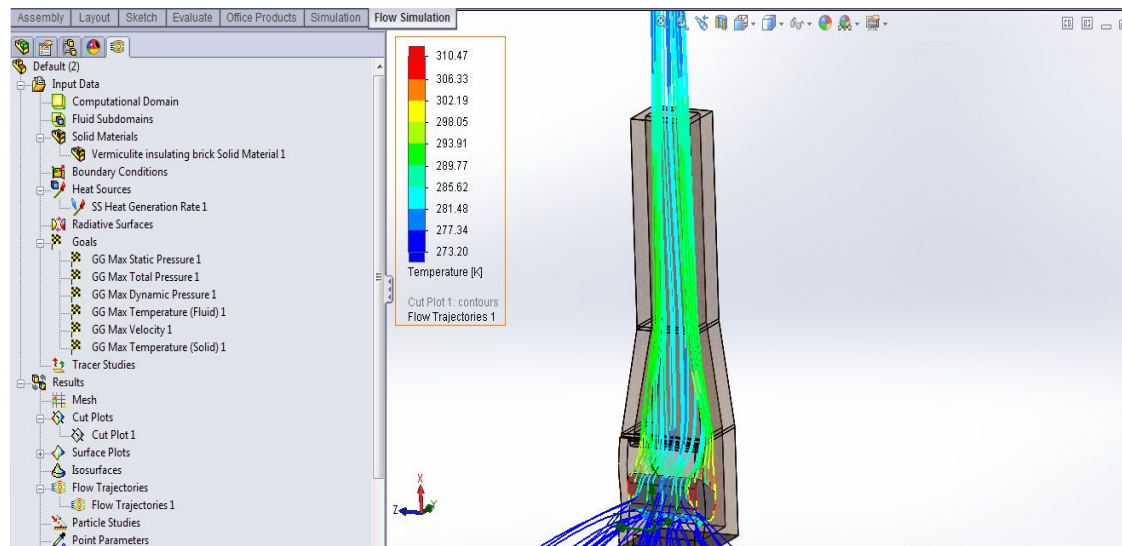 Assembly Layout Sketch Evaluate Office Products Simulation Flow Simulation
Default (2)
Input Data
Computational Domain
Fluid Subdomains
Solid Materials
Vermiculite insulating brick Solid Material 1
Boundary Conditions
Heat Sources
SS Heat Generation Rate 1
Radiative Surfaces
Goals
GG Max Static Pressure 1
GG Max Total Pressure 1
GG Max Dynamic Pressure 1
GG Max Temperature (Fluid) 1
GG Max Velocity 1
GG Max Temperature (Solid) 1
Tracer Studies
Results
Mesh
Cut Plots
Cut Plot 1
Surface Plots
Isosurfaces
Flow Trajectories
Flow Trajectories 1
Particle Studies
Point Parameters
310.47
306.33
302.19
298.05
293.91
289.77
285.62
281.48
277.34
273.20
Temperature [K]
Cut Plot 1: contours
Flow Trajectories 1
X
Z
Y